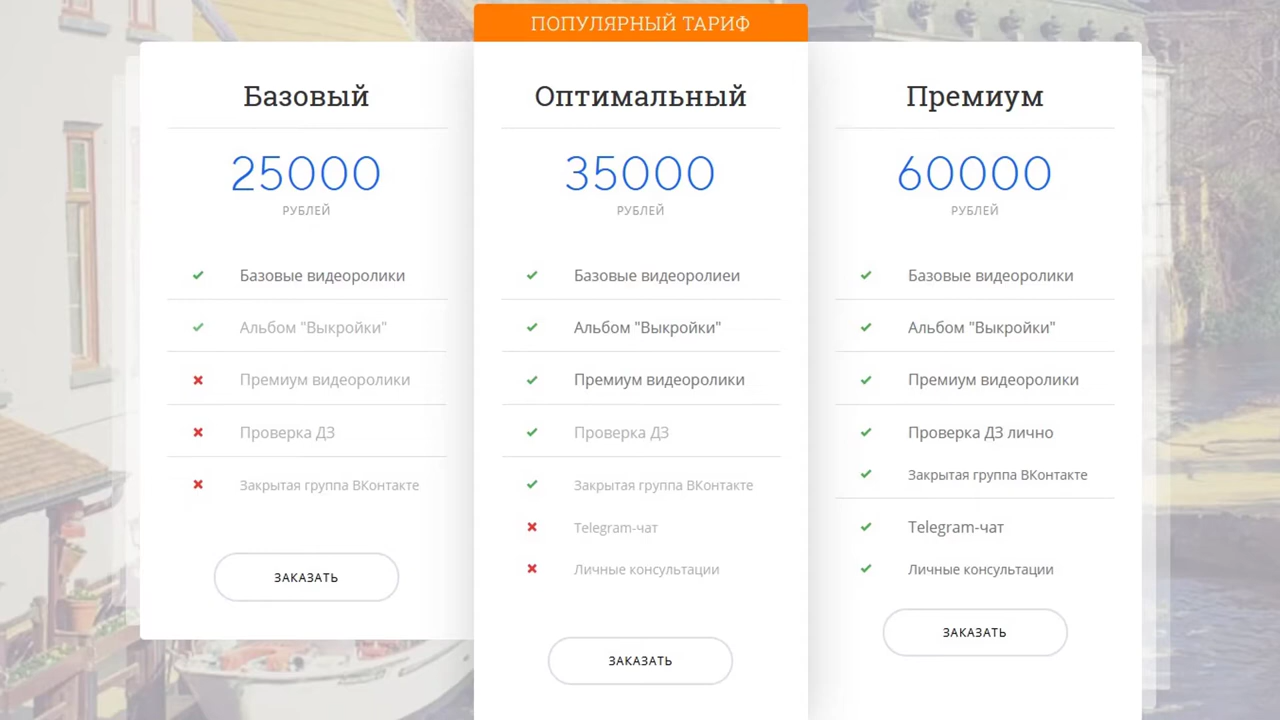 ПОПУЛЯРНЫЙ ТАРИФ
Базовый
25000
РУБЛЕЙ
Базовые видеоролики
Альбом "Выкройки"
Премиум видеоролики
Проверка ДЗ
Закрытая группа ВКонтакте
ЗАКАЗАТЬ
Оптимальный
35000
РУБЛЕЙ
Базовые видеоролиеи
Альбом "Выкройки"
Премиум видеоролики
Проверка ДЗ
Закрытая группа ВКонтакте
Telegram-чат
Личные консультации
ЗАКАЗАТЬ
Премиум
60000
РУБЛЕЙ
Базовые видеоролики
Альбом "Выкройки"
Премиум видеоролики
Проверка ДЗ лично
Закрытая группа ВКонтакте
Telegram-чат
Личные консультации
ЗАКАЗАТЬ